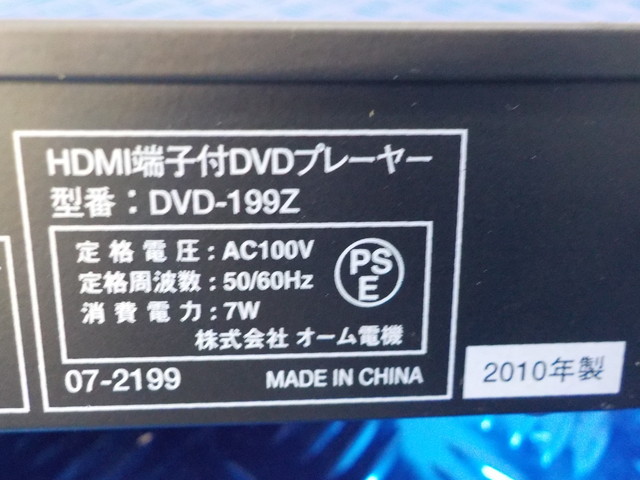 HDMI端子付DVDプレーヤー
型番：DVD-199Z
定格電圧：AC100V
定格周波数：50/60Hz
消費電力：7W
PS
E
株式会社 オーム電機
07-2199
MADE IN CHINA
2010年製